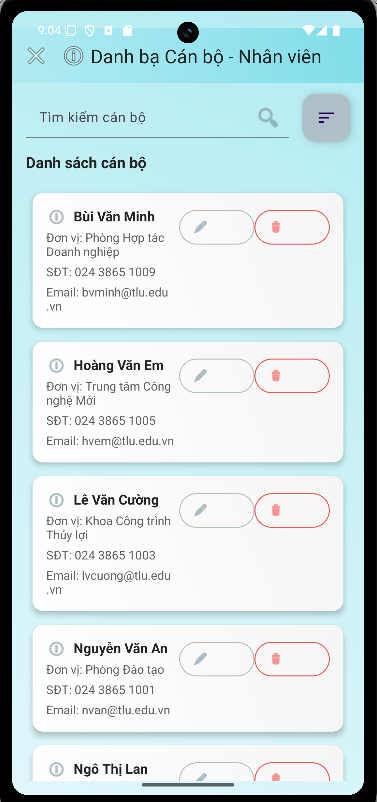 9:04
Danh bạ Cán bộ - Nhân viên
Tìm kiếm cán bộ
Danh sách cán bộ
Bùi Văn Minh
Đơn vị: Phòng Hợp tác
Doanh nghiệp
SĐT: 024 3865 1009
Email: bvminh@tlu.edu
.vn
Hoàng Văn Em
Đơn vị: Trung tâm Công
nghệ Mới
SĐT: 024 3865 1005
Email: hvem@tlu.edu.vn
Lê Văn Cường
Đơn vị: Khoa Công trình
Thủy lợi
SĐT: 024 3865 1003
Email: lvcuong@tlu.edu
.vn
Nguyễn Văn An
Đơn vị: Phòng Đào tạo
SĐT: 024 3865 1001
Email: nvan@tlu.edu.vn
Ngô Thị Lan